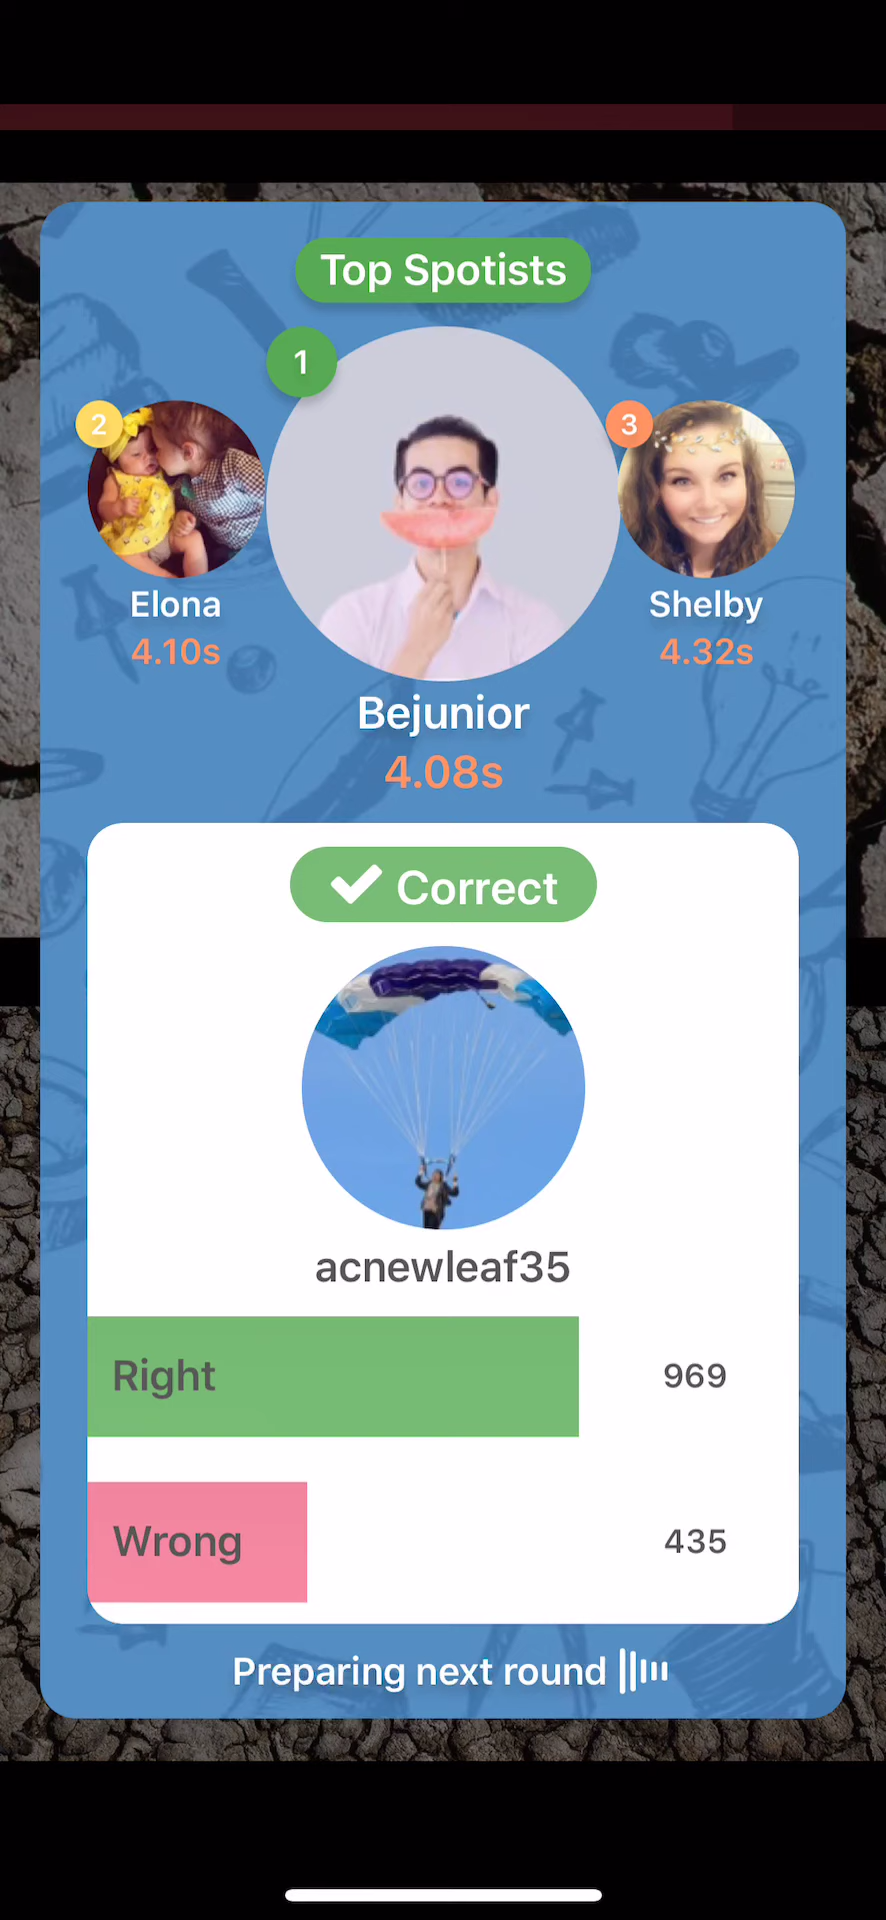 Top Spotists
1
2
3
Elona
4.10s
Shelby
4.32s
Bejunior
4.08s
Correct
acnewleaf35
Right 969
Wrong 435
Preparing next round